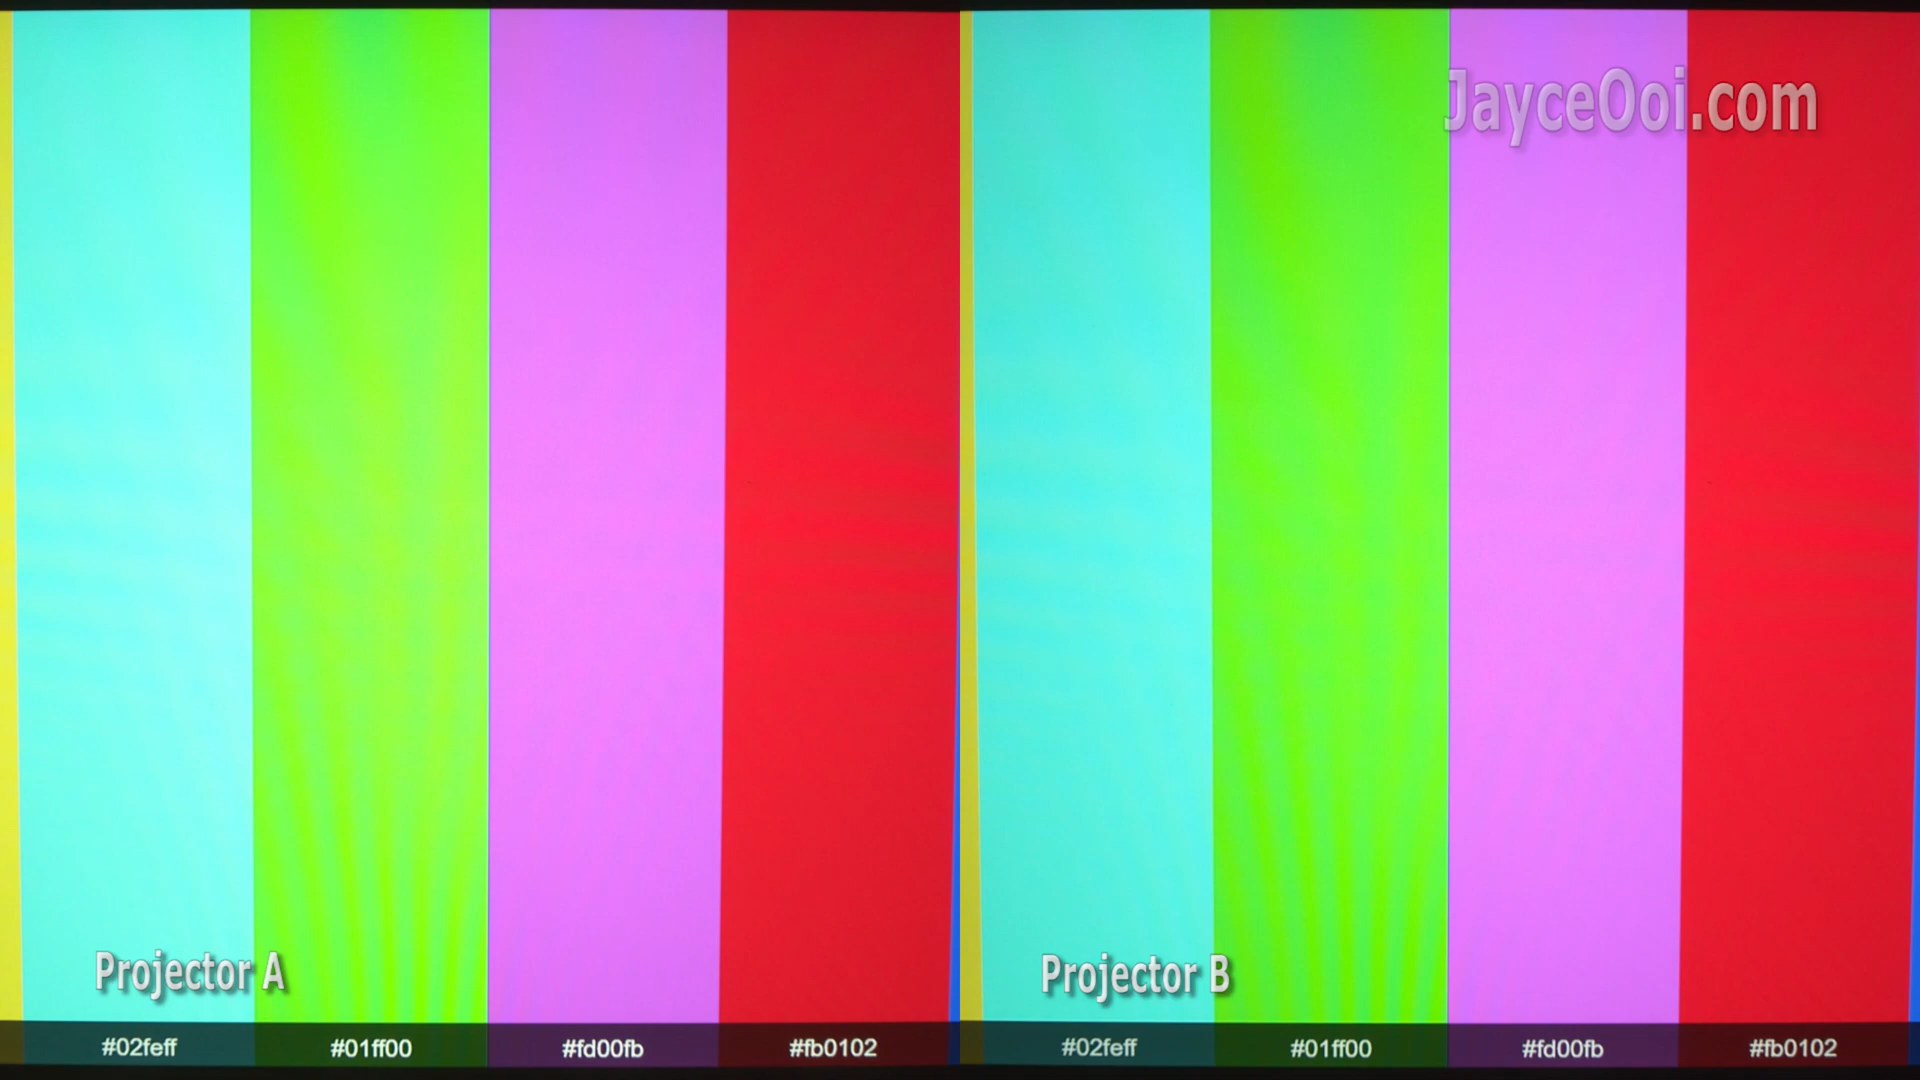 JayceOoi.com
Projector A
Projector B
#02feff #01ff00 #fd00fb #fb0102
#02feff #01ff00 #fd00fb #fb0102